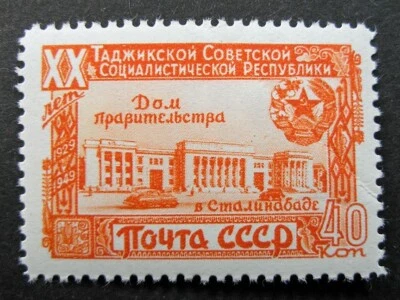 XX лет
Таджикской Советской
Социалистической Республики
1929
1949
Дом
правительства
в Сталинабаде
Почта СССР
40
коп